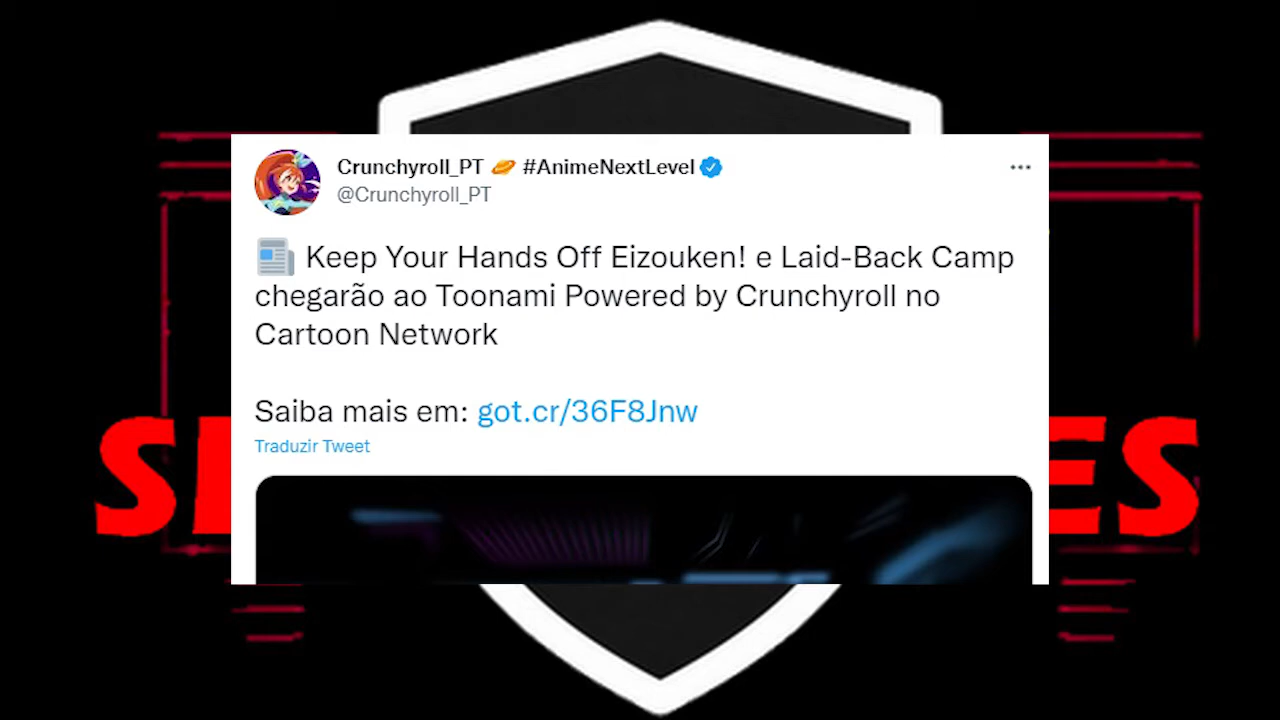 Crunchyroll_PT #AnimeNextLevel
@Crunchyroll_PT
Keep Your Hands Off Eizouken! e Laid-Back Camp
chegarão ao Toonami Powered by Crunchyroll no
Cartoon Network
Saiba mais em: got.cr/36F8Jnw
Traduzir Tweet